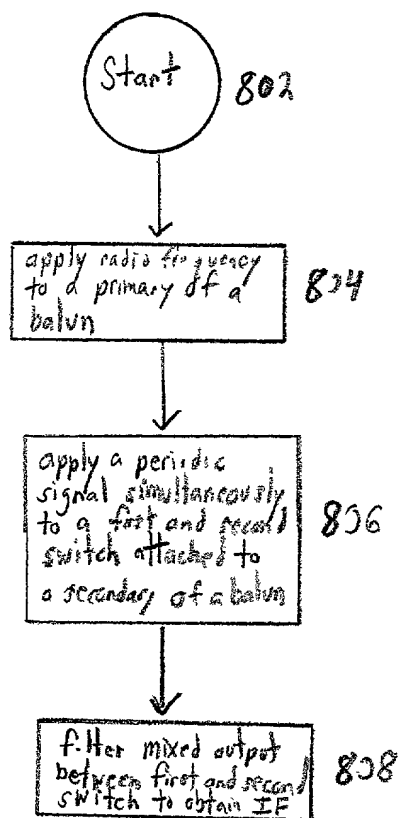 Start
802
apply radio frequency
to a primary of a
balun
804
apply a periodic
signal simultaneously
to a first and second
switch attached to
a secondary of a balun
806
filter mixed output
between first and second
switch to obtain IF
808